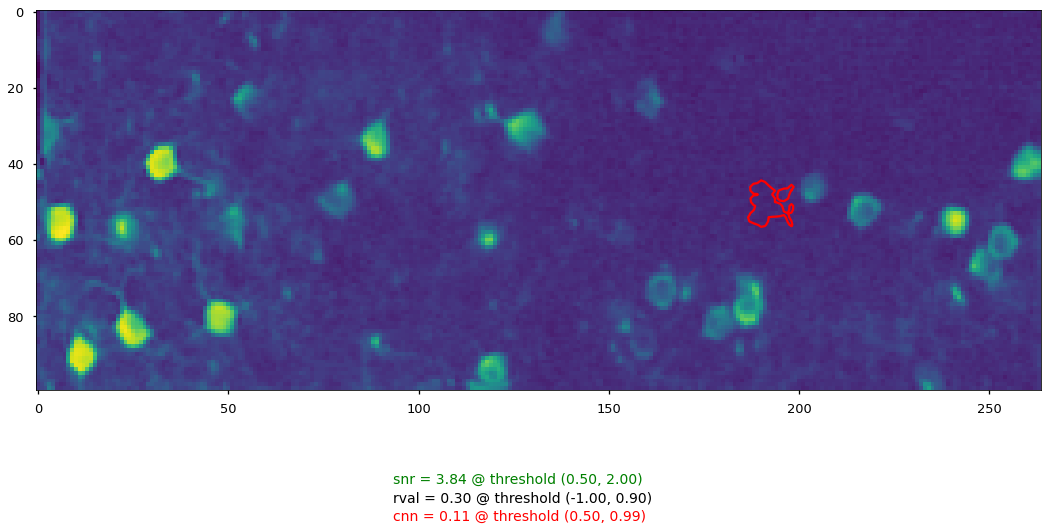 0
20
40
60
80
0 50 100 150 200 250
snr = 3.84 @ threshold (0.50, 2.00)
rval = 0.30 @ threshold (-1.00, 0.90)
cnn = 0.11 @ threshold (0.50, 0.99)